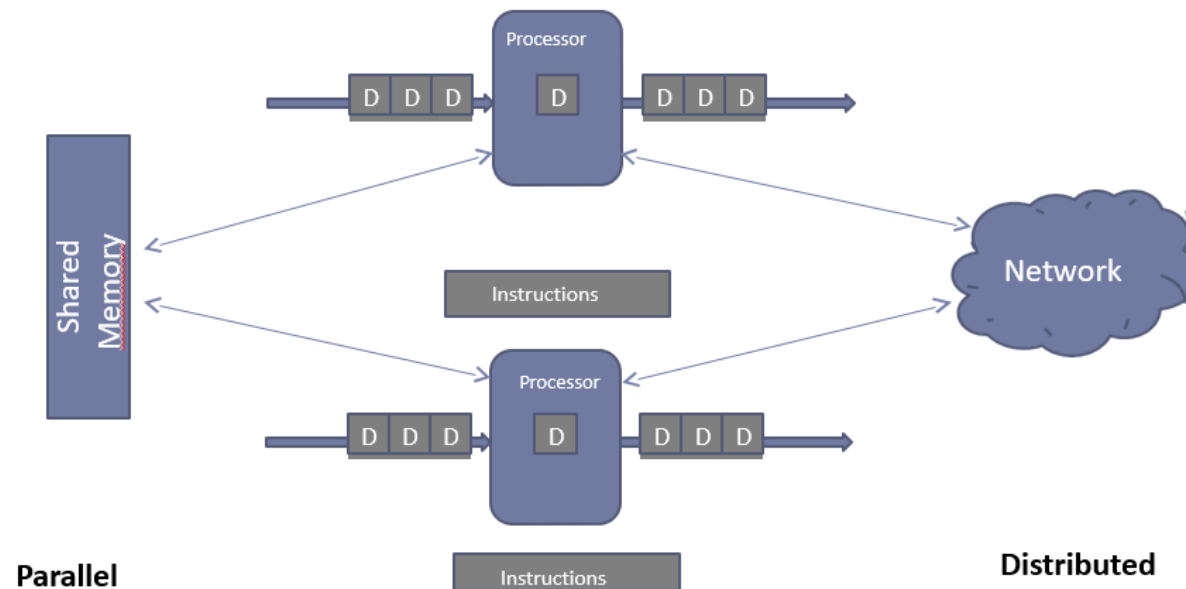 Processor
D D D
D
D D D
Shared
Memory
Network
Instructions
Processor
D D D
D
D D D
Parallel
Instructions
Distributed